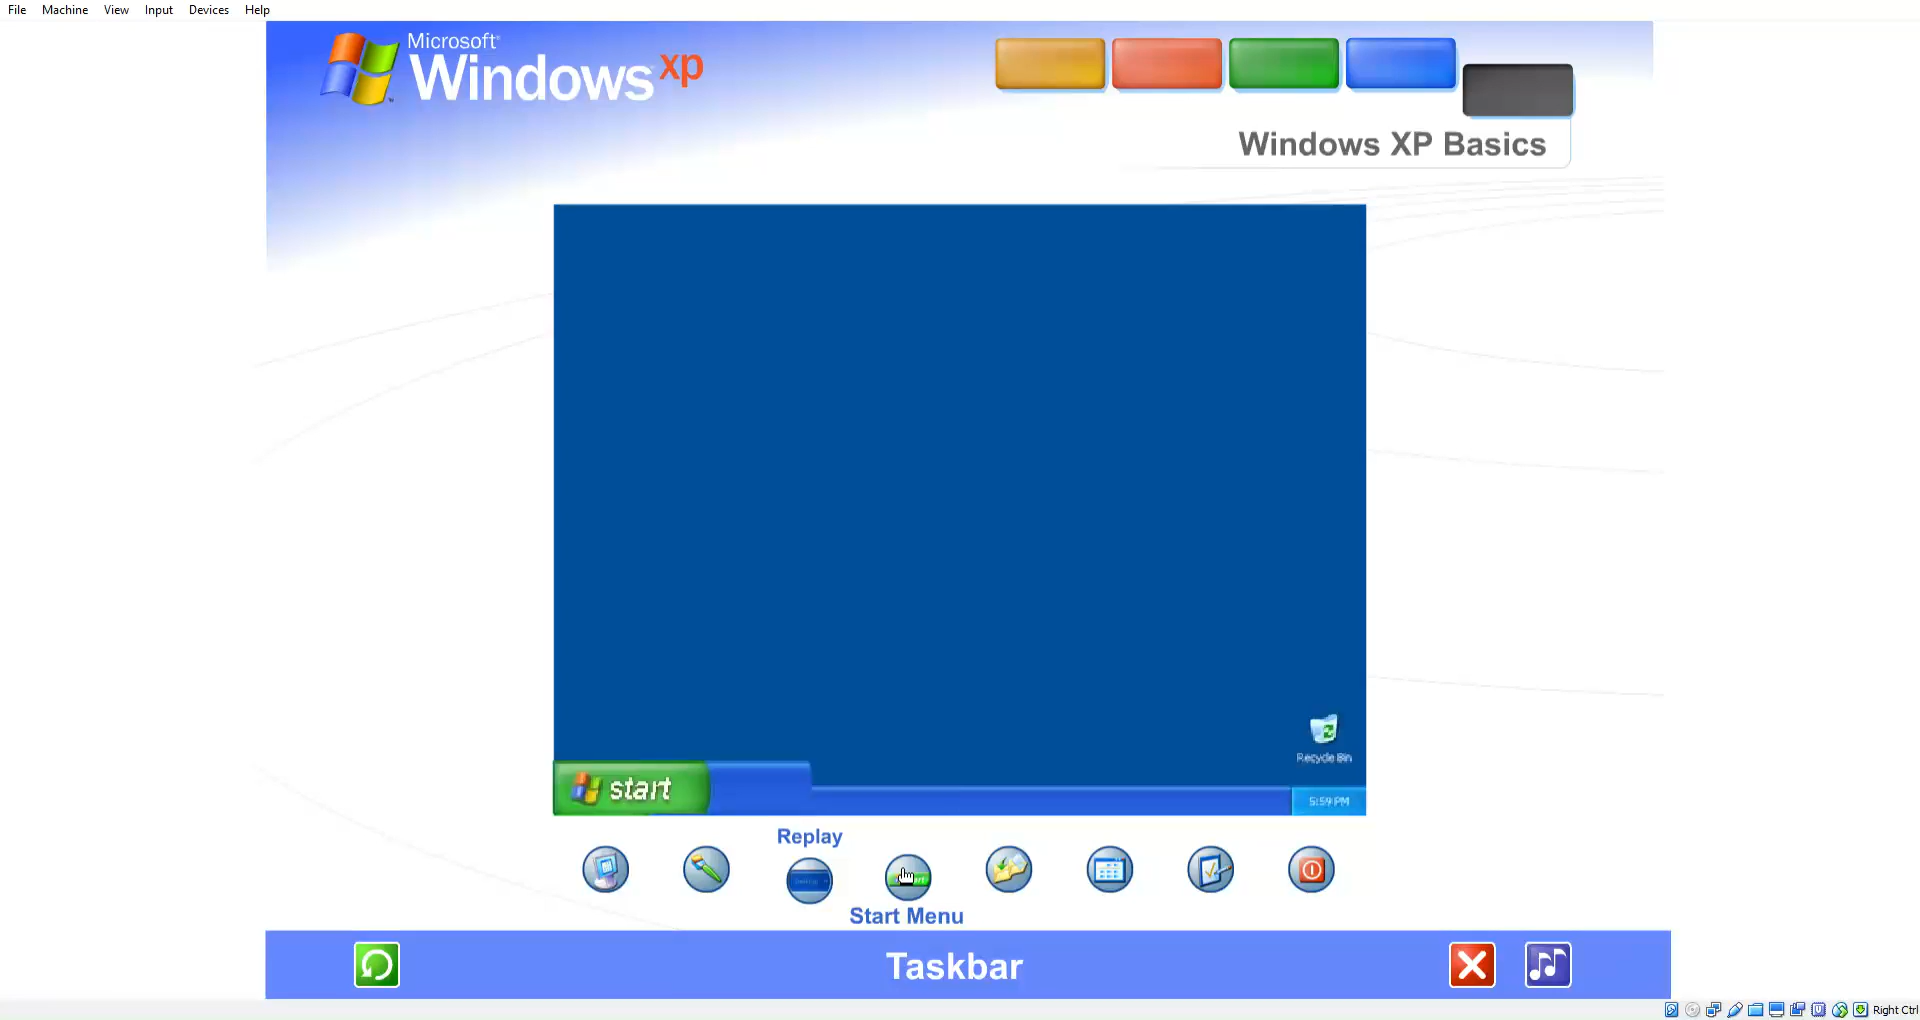 File Machine View Input Devices Help
Microsoft®
Windows xp
Windows XP Basics
Recycle Bin
start
5:59 PM
Replay
Start Menu
Taskbar
Right Ctrl